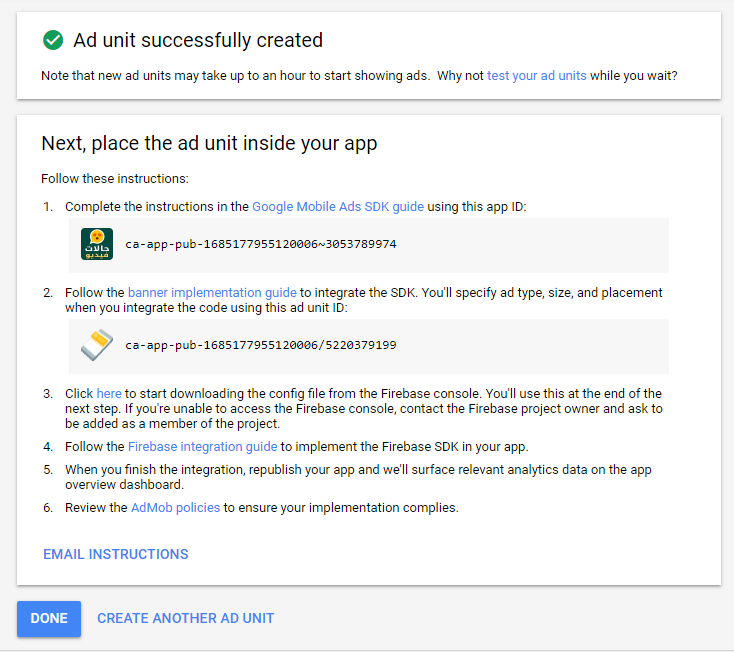 Ad unit successfully created
Note that new ad units may take up to an hour to start showing ads. Why not test your ad units while you wait?
Next, place the ad unit inside your app
Follow these instructions:
1. Complete the instructions in the Google Mobile Ads SDK guide using this app ID:
حالات
فيديو
ca-app-pub-1685177955120006~3053789974
2. Follow the banner implementation guide to integrate the SDK. You'll specify ad type, size, and placement
when you integrate the code using this ad unit ID:
ca-app-pub-1685177955120006/5220379199
3. Click here to start downloading the config file from the Firebase console. You'll use this at the end of the
next step. If you're unable to access the Firebase console, contact the Firebase project owner and ask to
be added as a member of the project.
4. Follow the Firebase integration guide to implement the Firebase SDK in your app.
5. When you finish the integration, republish your app and we'll surface relevant analytics data on the app
overview dashboard.
6. Review the AdMob policies to ensure your implementation complies.
EMAIL INSTRUCTIONS
DONE CREATE ANOTHER AD UNIT